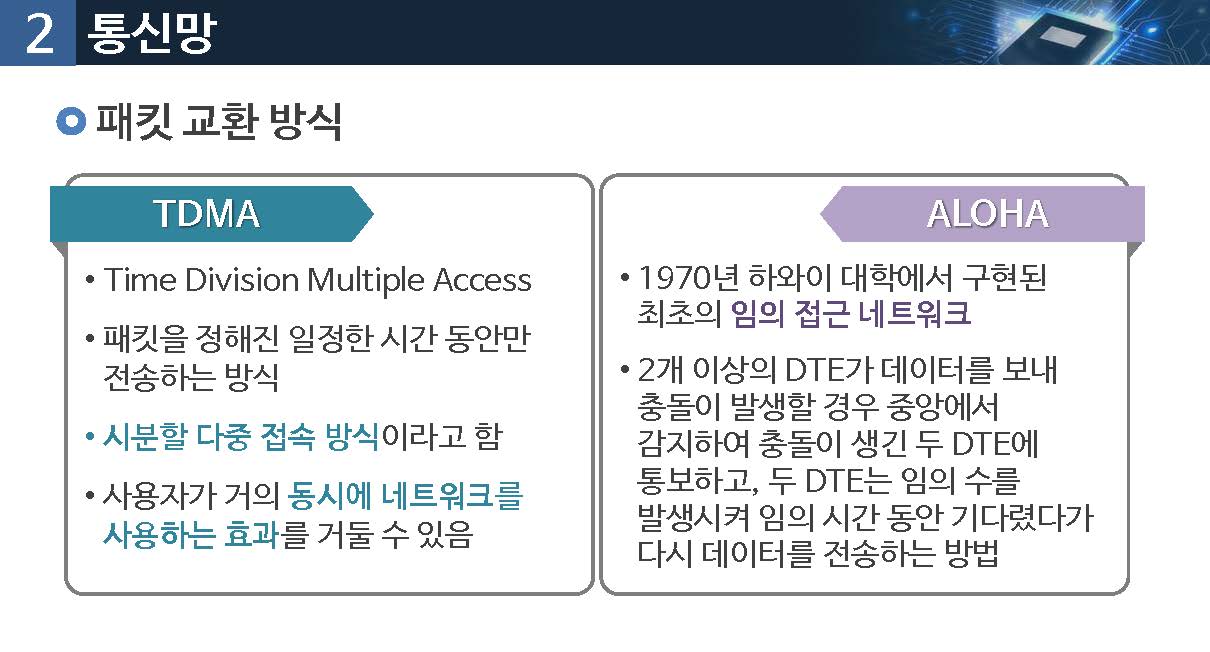 2 통신망
패킷 교환 방식
TDMA
• Time Division Multiple Access
• 패킷을 정해진 일정한 시간 동안만
전송하는 방식
• 시분할 다중 접속 방식이라고 함
• 사용자가 거의 동시에 네트워크를
사용하는 효과를 거둘 수 있음
ALOHA
• 1970년 하와이 대학에서 구현된
최초의 임의 접근 네트워크
• 2개 이상의 DTE가 데이터를 보내
충돌이 발생할 경우 중앙에서
감지하여 충돌이 생긴 두 DTE에
통보하고, 두 DTE는 임의 수를
발생시켜 임의 시간 동안 기다렸다가
다시 데이터를 전송하는 방법